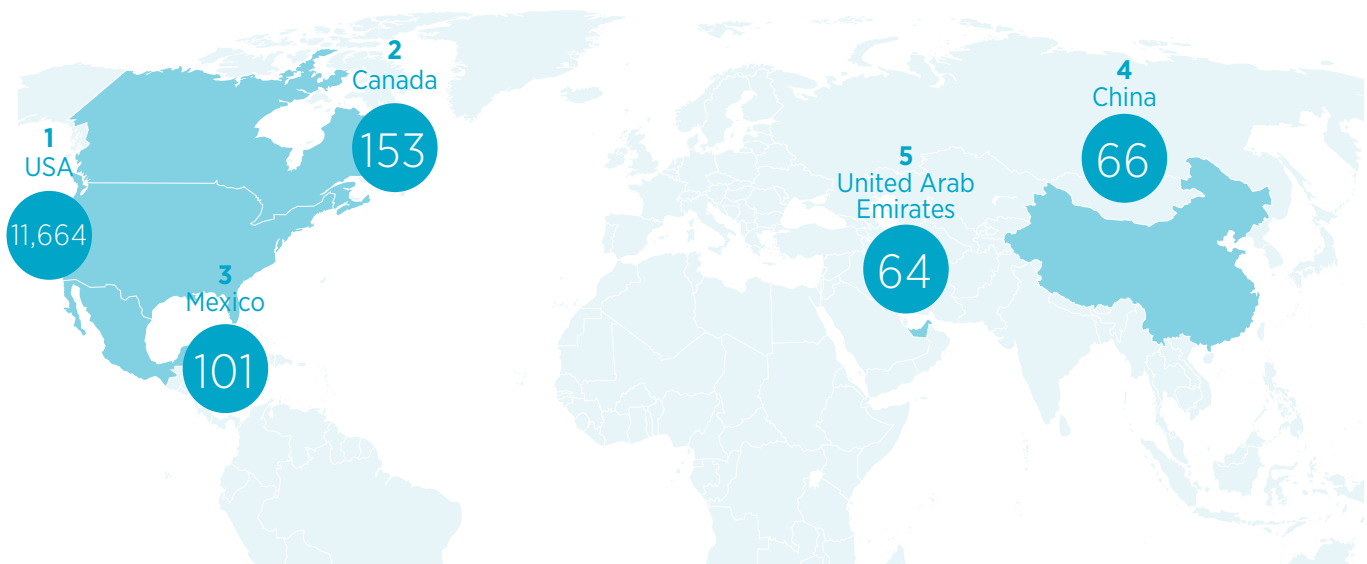 1
USA
11,664
2
Canada
153
3
Mexico
101
4
China
66
5
United Arab
Emirates
64